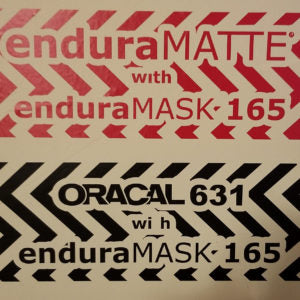 enduraMATTE®
with
enduraMASK 165
ORACAL 631
wi h
enduraMASK 165